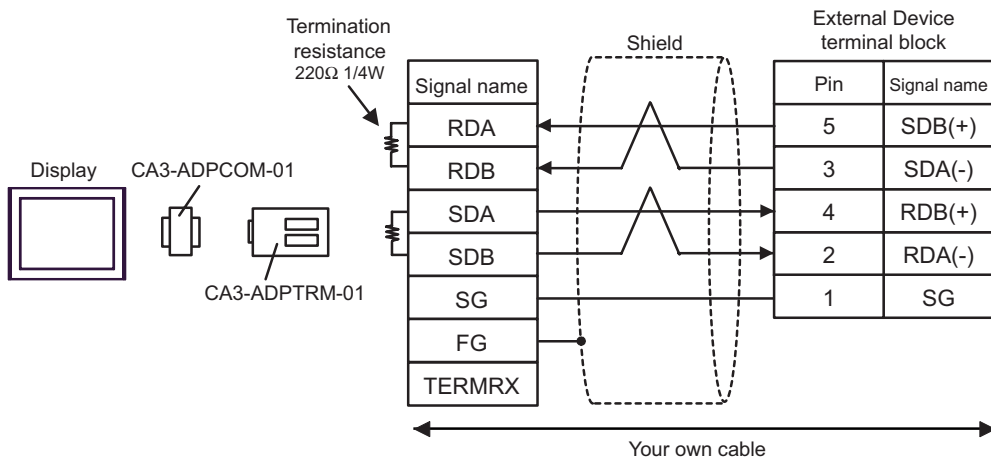 Termination
resistance
220Ω 1/4W
Shield
External Device
terminal block
Display
CA3-ADPCOM-01
CA3-ADPTRM-01
Signal name
RDA
RDB
SDA
SDB
SG
FG
TERMRX
Pin Signal name
5 SDB(+)
3 SDA(-)
4 RDB(+)
2 RDA(-)
1 SG
Your own cable